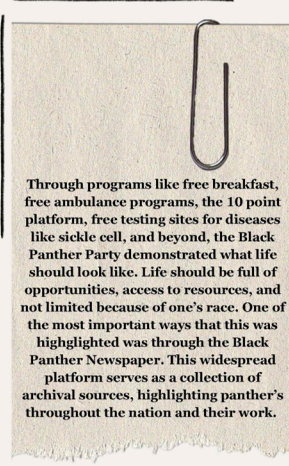 Through programs like free breakfast,
free ambulance programs, the 10 point
platform, free testing sites for diseases
like sickle cell, and beyond, the Black
Panther Party demonstrated what life
should look like. Life should be full of
opportunities, access to resources, and
not limited because of one's race. One of
the most important ways that this was
highghlighted was through the Black
Panther Newspaper. This widespread
platform serves as a collection of
archival sources, highlighting panther's
throughout the nation and their work.